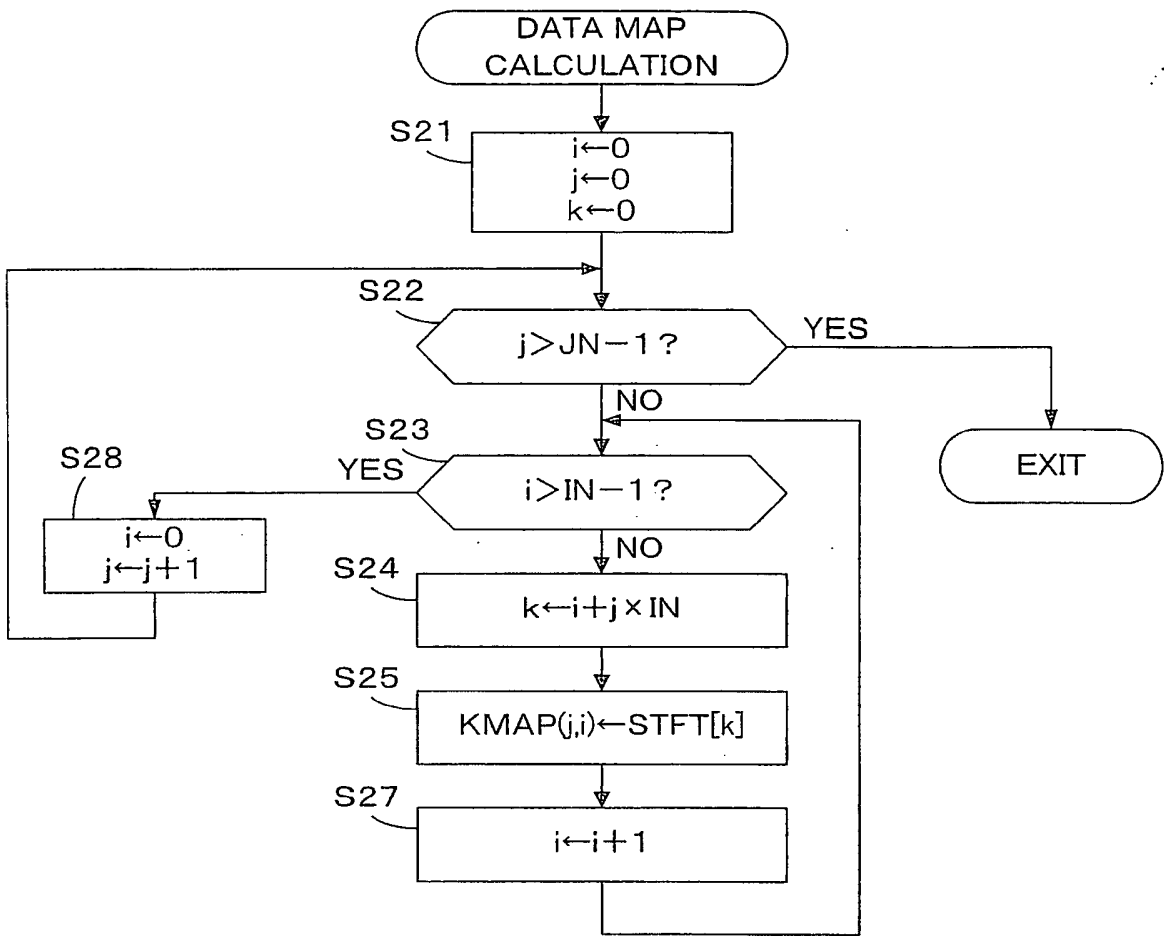 DATA MAP
CALCULATION
S21
i←0
j←0
k←0
S22
j>JN−1?
YES
NO
S23
i>IN−1?
YES
NO
S28
i←0
j←j+1
EXIT
S24
k←i+j×IN
S25
KMAP(j,i)←STFT[k]
S27
i←i+1